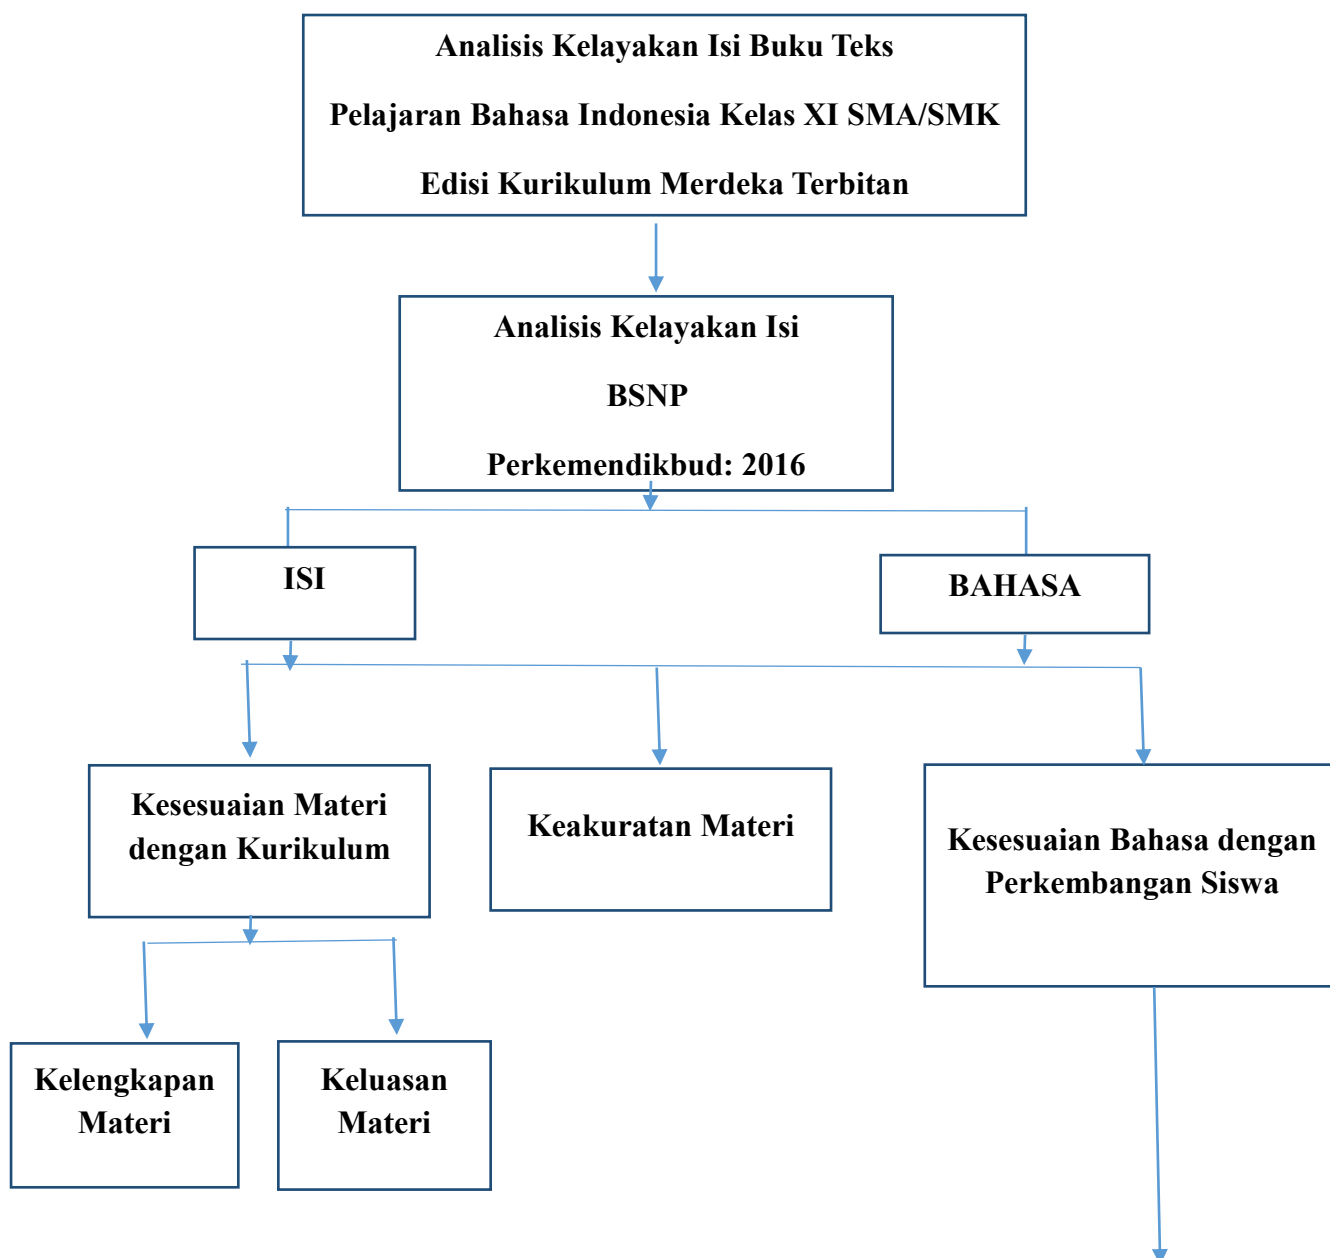 Analisis Kelayakan Isi Buku Teks
Pelajaran Bahasa Indonesia Kelas XI SMA/SMK
Edisi Kurikulum Merdeka Terbitan
Analisis Kelayakan Isi
BSNP
Perkemendikbud: 2016
ISI
BAHASA
Kesesuaian Materi
dengan Kurikulum
Keakuratan Materi
Kesesuaian Bahasa dengan
Perkembangan Siswa
Kelengkapan
Materi
Keluasan
Materi